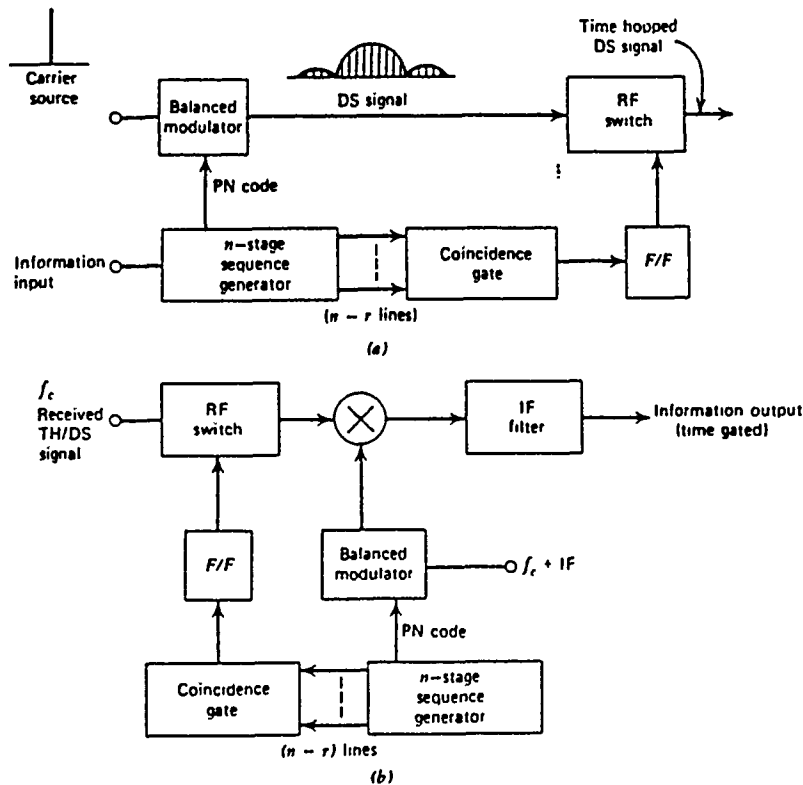 Carrier
source
Balanced
modulator
DS signal
Time hopped
DS signal
RF
switch
PN code
Information
input
n-stage
sequence
generator
Coincidence
gate
F/F
(n - r lines)
(a)
f_c
Received
TH/DS
signal
RF
switch
IF
filter
Information output
(time gated)
F/F
Balanced
modulator
f_c + IF
PN code
Coincidence
gate
n-stage
sequence
generator
(n - r) lines
(b)